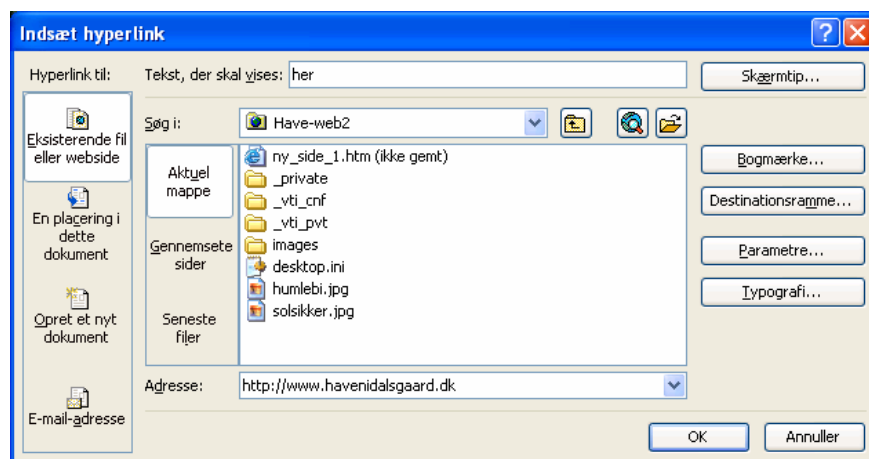 Indsæt hyperlink
Hyperlink til:
Tekst, der skal vises: her
Skærmtip...
Eksisterende fil
eller webside
En placering i
dette
dokument
Opret et nyt
dokument
E-mail-adresse
Søg i: Have-web2
Aktuel
mappe
Gennemsete
sider
Seneste
filer
ny_side_1.htm (ikke gemt)
_private
_vti_cnf
_vti_pvt
images
desktop.ini
humlebi.jpg
solsikker.jpg
Bogmærke...
Destinationsramme...
Parametre...
Typografi...
Adresse: http://www.havenidalsgaard.dk
OK
Annuller